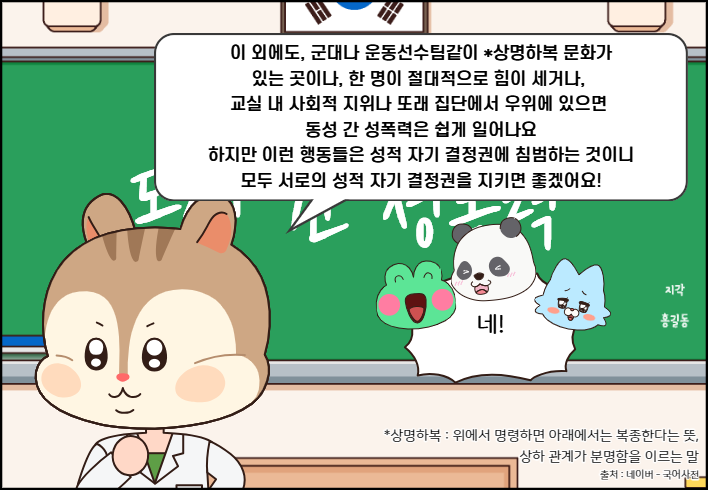 이 외에도, 군대나 운동선수팀같이 *상명하복 문화가
있는 곳이나, 한 명이 절대적으로 힘이 세거나,
교실 내 사회적 지위나 또래 집단에서 우위에 있으면
동성 간 성폭력은 쉽게 일어나요
하지만 이런 행동들은 성적 자기 결정권에 침범하는 것이니
모두 서로의 성적 자기 결정권을 지키면 좋겠어요!
지각
홍길동
네!
*상명하복 : 위에서 명령하면 아래에서는 복종한다는 뜻,
상하 관계가 분명함을 이르는 말
출처 : 네이버 - 국어사전